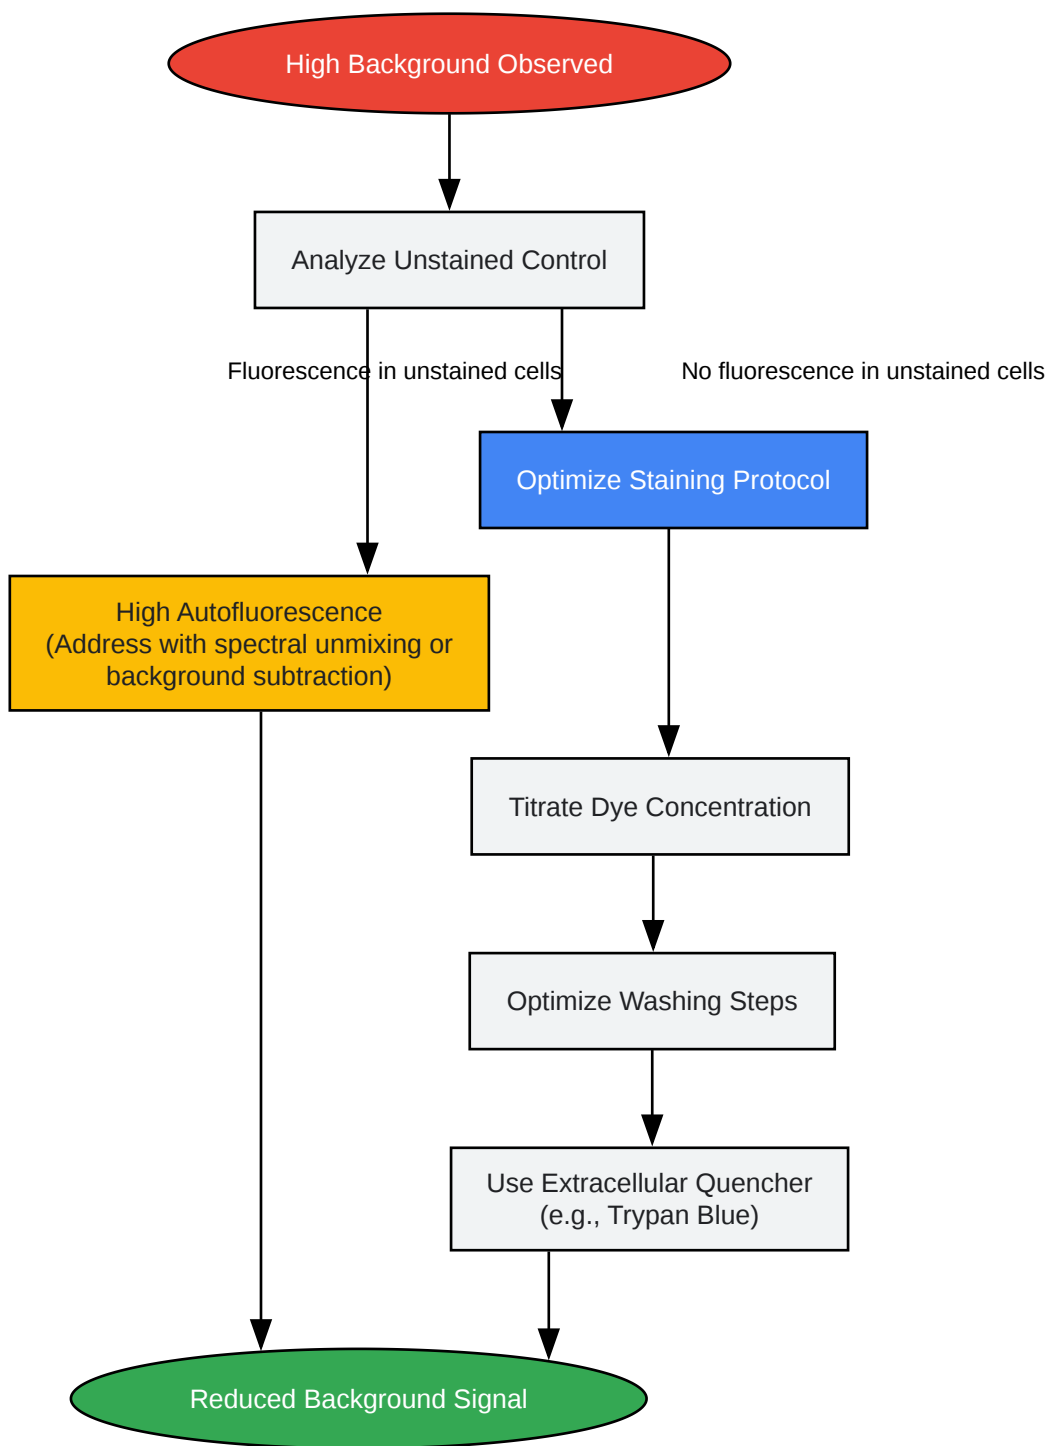 High Background Observed
Analyze Unstained Control
Fluorescence in unstained cells
No fluorescence in unstained cells
Optimize Staining Protocol
High Autofluorescence
(Address with spectral unmixing or
background subtraction)
Titrate Dye Concentration
Optimize Washing Steps
Use Extracellular Quencher
(e.g., Trypan Blue)
Reduced Background Signal